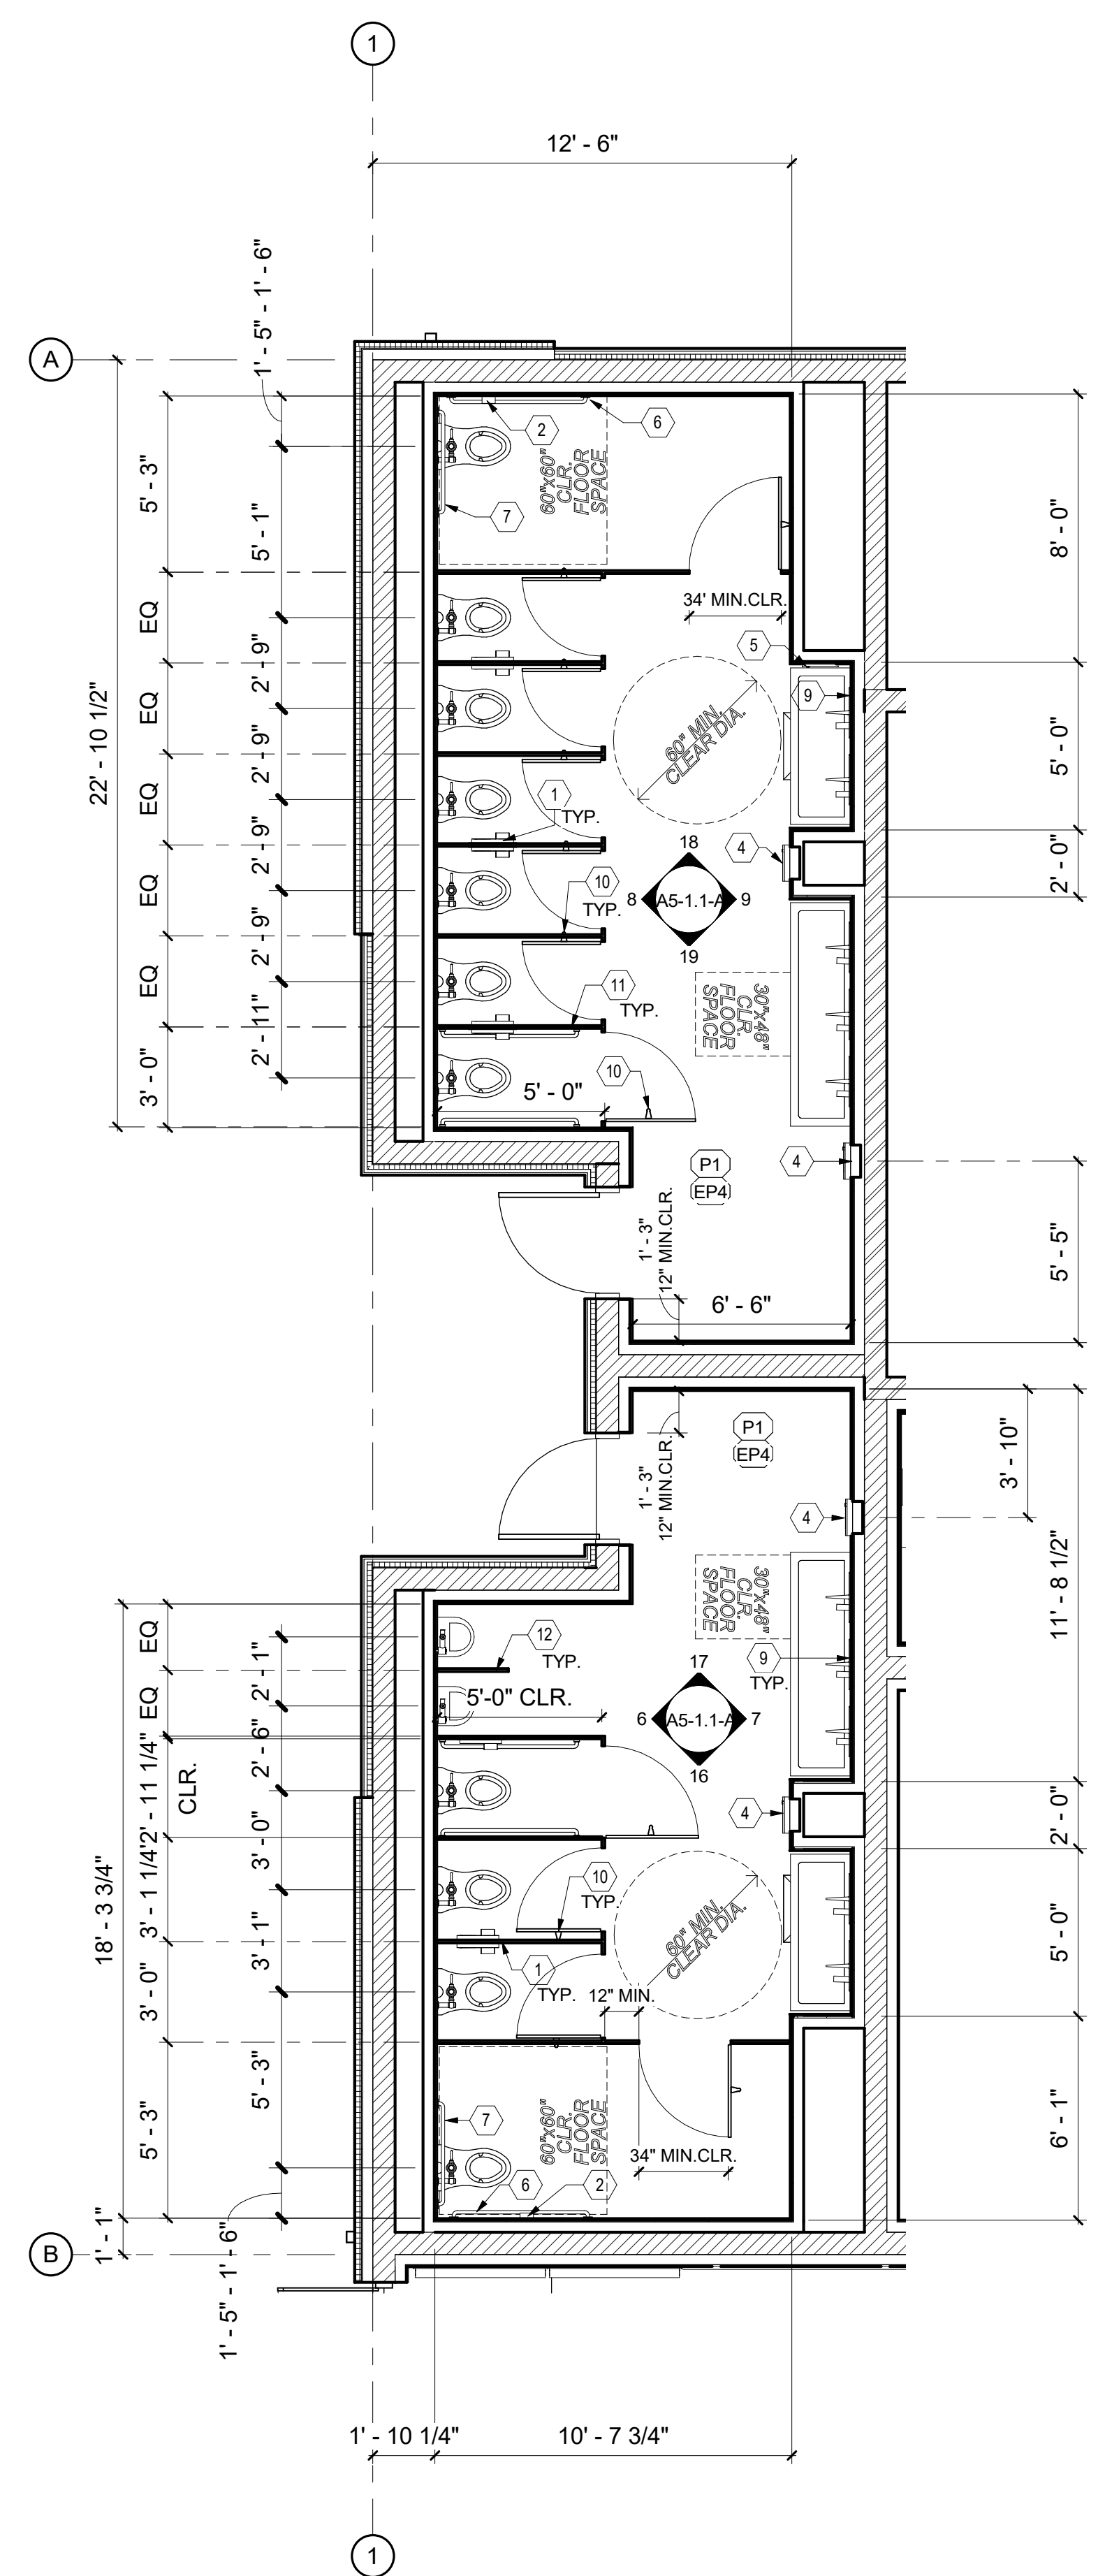 1
12' - 6"
1' - 5" - 1' - 6"
A
2
6
5' - 3"
60"x60"
CLR.
FLOOR
SPACE
7
5' - 1"
8' - 0"
34' MIN.CLR.
EQ
5
2' - 9"
9
22' - 10 1/2"
EQ
60" MIN.
CLEAR DIA.
5' - 0"
2' - 9"
EQ
1
TYP.
2' - 9"
4
18
2' - 0"
EQ
10
TYP.
8
A5-1.1-A
9
19
2' - 9"
EQ
11
TYP.
30"x48"
CLR.
FLOOR
SPACE
2' - 11"
3' - 0"
10
5' - 0"
P1
EP4
4
1' - 3"
12" MIN.CLR.
5' - 5"
6' - 6"
P1
EP4
3' - 10"
1' - 3"
12" MIN.CLR.
4
11' - 8 1/2"
30"x48"
CLR.
FLOOR
SPACE
EQ
12
TYP.
2' - 1"
9
TYP.
17
EQ
5'-0" CLR.
6
A5-1.1-A
7
16
2' - 6"
2' - 11 1/4"
CLR.
4
2' - 0"
3' - 0"
3' - 1 1/4"
10
TYP.
18' - 3 3/4"
60" MIN.
CLEAR DIA.
5' - 0"
3' - 1"
1
TYP.
12" MIN.
3' - 0"
5' - 3"
5' - 3"
7
60"x60"
CLR.
FLOOR
SPACE
34" MIN.CLR.
6' - 1"
6
2
1' - 1"
B
1' - 5" - 1' - 6"
1' - 10 1/4"
10' - 7 3/4"
1